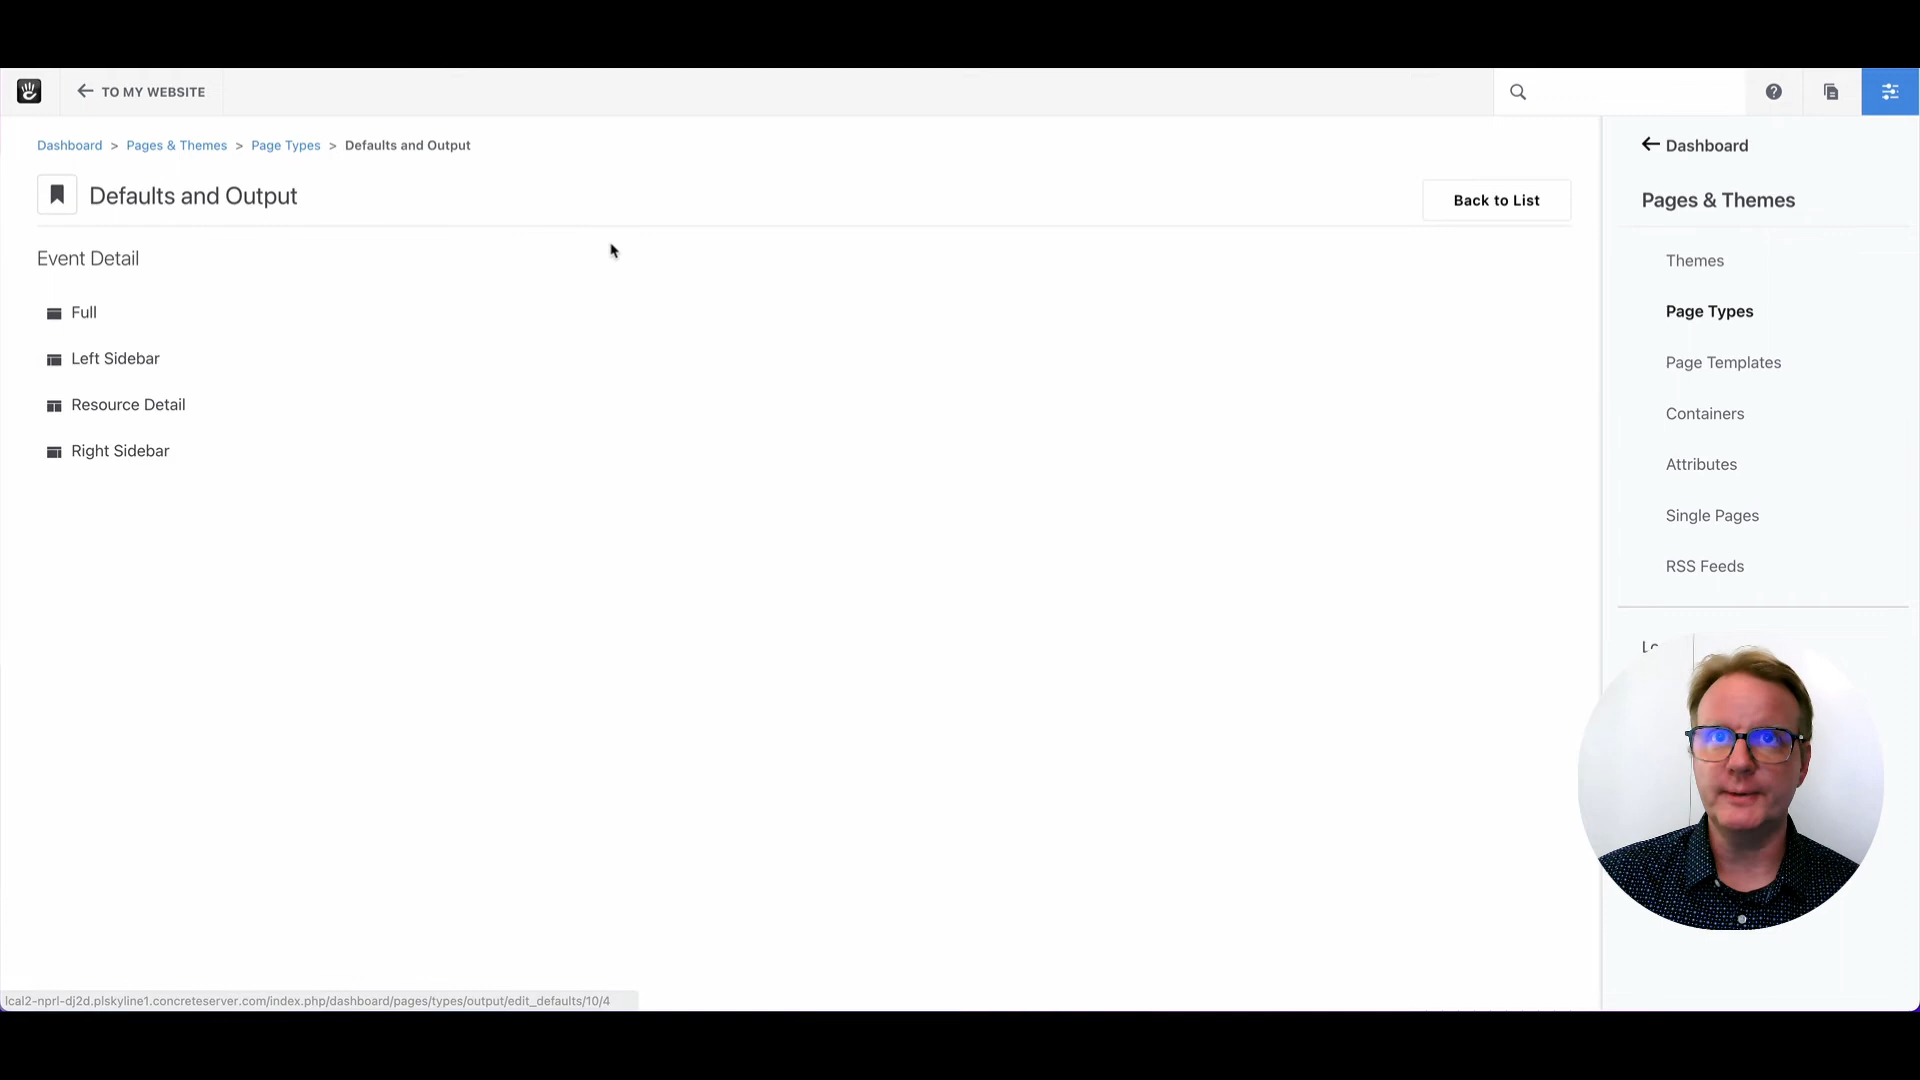 TO MY WEBSITE
Dashboard > Pages & Themes > Page Types > Defaults and Output
Defaults and Output
Back to List
Event Detail
Full
Left Sidebar
Resource Detail
Right Sidebar
Dashboard
Pages & Themes
Themes
Page Types
Page Templates
Containers
Attributes
Single Pages
RSS Feeds
lcal2-nprl-dj2d.plskyline1.concreteserver.com/index.php/dashboard/pages/types/output/edit_defaults/10/4